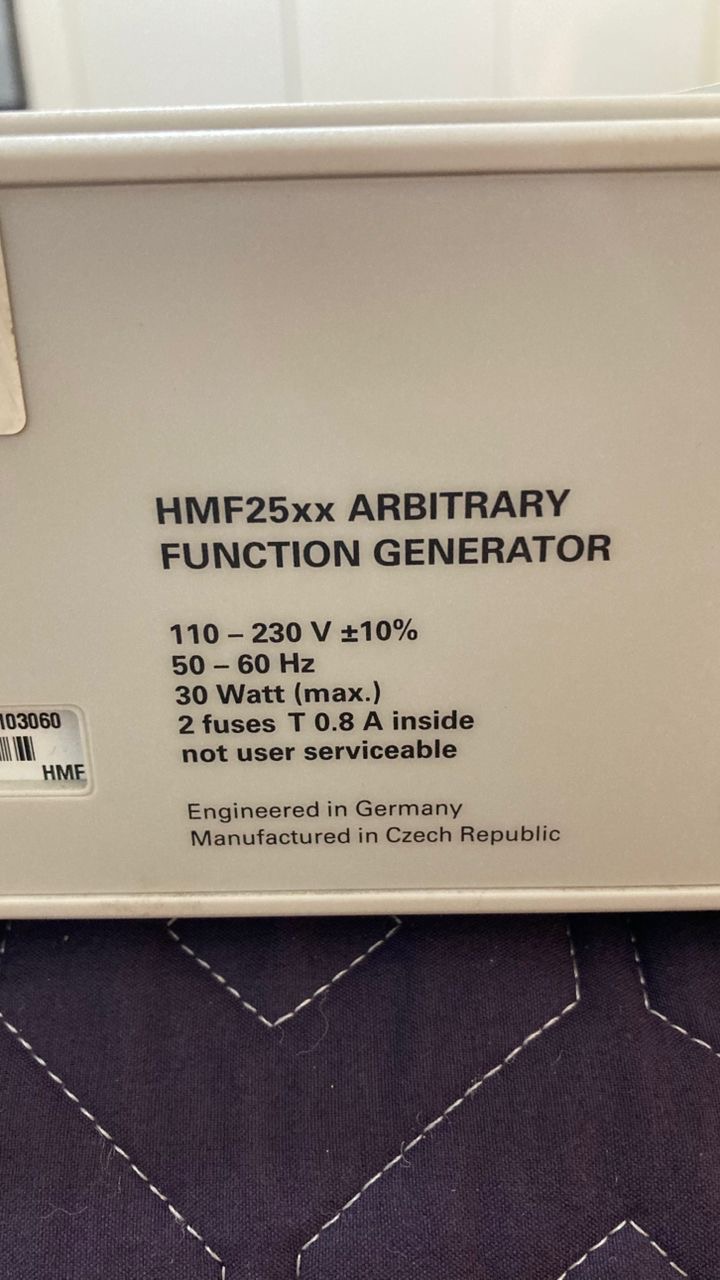 HMF25xx ARBITRARY
FUNCTION GENERATOR
110 – 230 V ±10%
50 – 60 Hz
30 Watt (max.)
2 fuses T 0.8 A inside
not user serviceable
103060
HMF
Engineered in Germany
Manufactured in Czech Republic